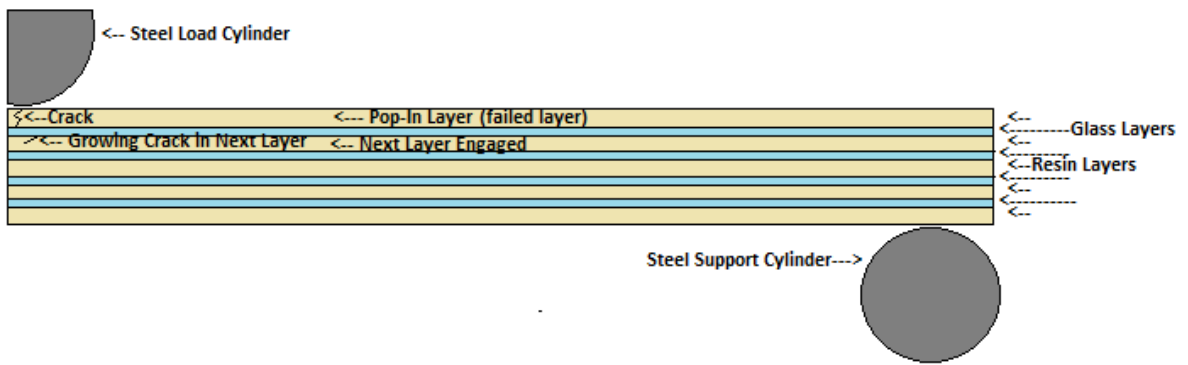 <-- Steel Load Cylinder
<--Crack
<--- Pop-In Layer (failed layer)
<-- Growing Crack in Next Layer
<-- Next Layer Engaged
<--
<---------Glass Layers
<--
<---------
<--Resin Layers
<---------
<--
<----------
<--
Steel Support Cylinder--->